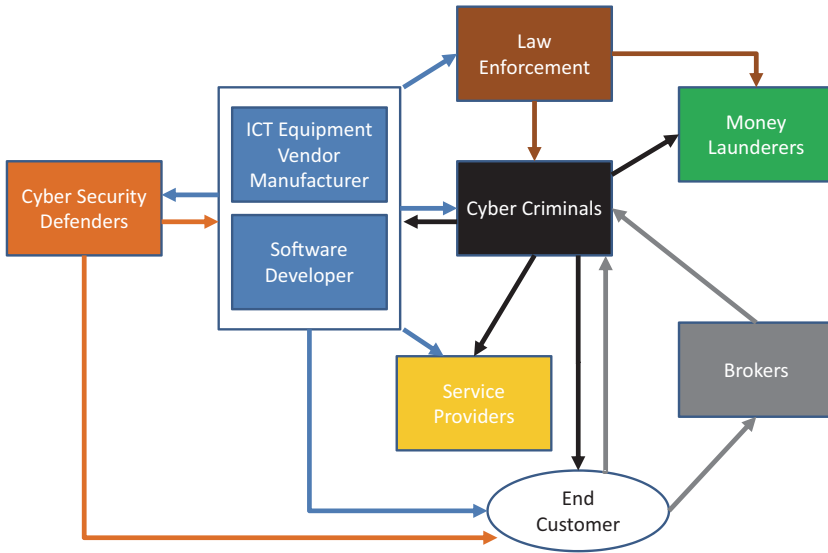 Law
Enforcement
ICT Equipment
Vendor
Manufacturer
Money
Launderers
Cyber Security
Defenders
Cyber Criminals
Software
Developer
Brokers
Service
Providers
End
Customer